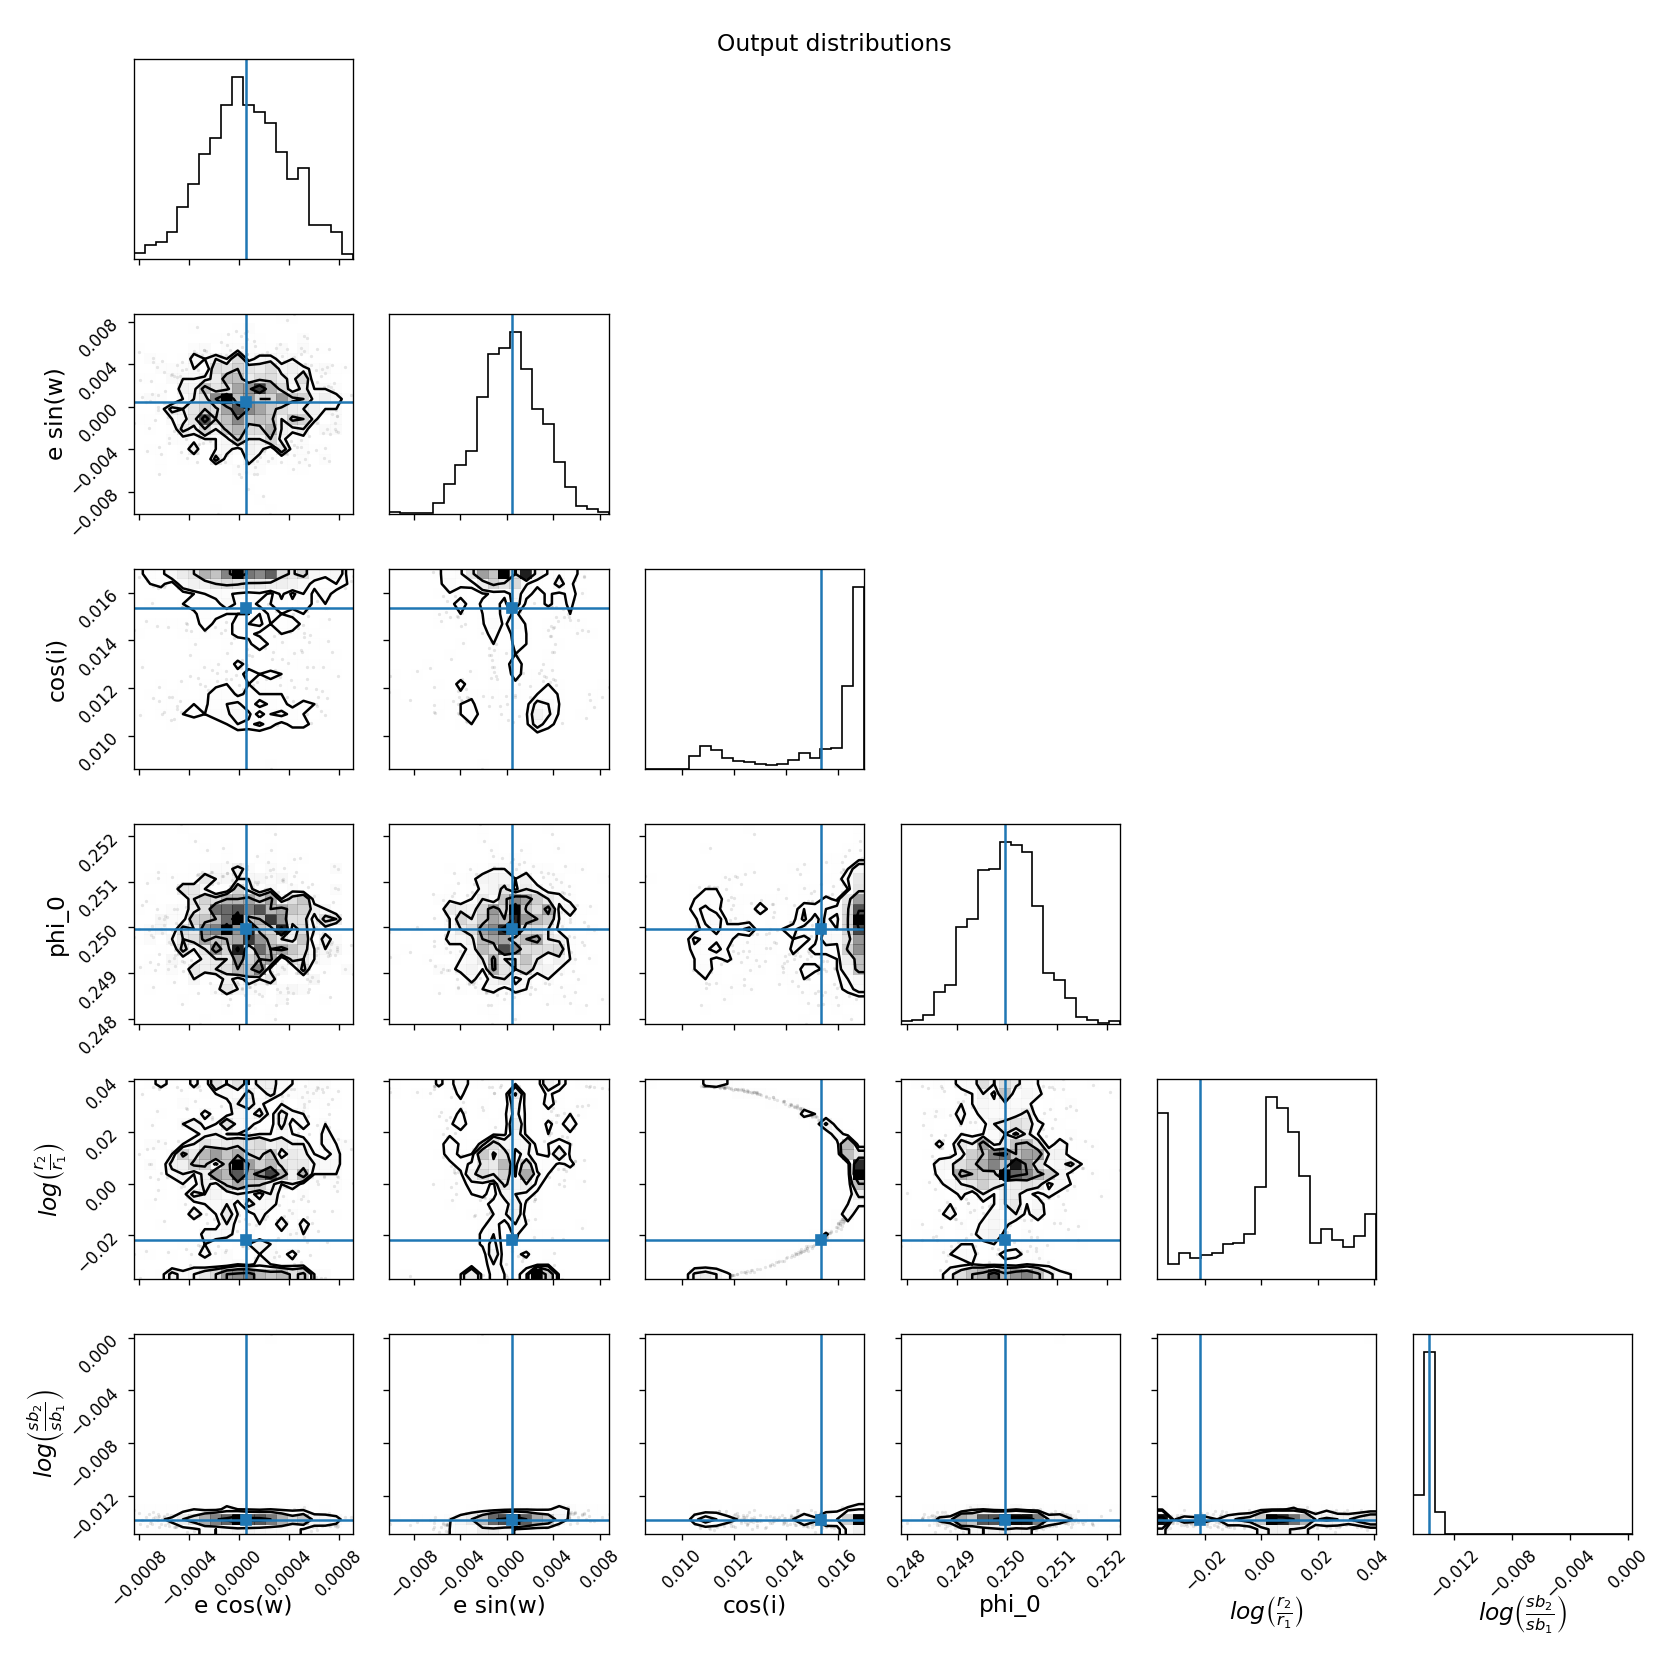 Output distributions
e sin(w)
0.008
0.004
0.000
−0.004
−0.008
cos(i)
0.016
0.014
0.012
0.010
phi_0
0.252
0.251
0.250
0.249
0.248
log(r2/r1)
0.04
0.02
0.00
−0.02
log(sb2/sb1)
0.000
−0.004
−0.008
−0.012
−0.0008 −0.0004 0.0000 0.0004 0.0008
−0.008 −0.004 0.000 0.004 0.008
0.010 0.012 0.014 0.016
0.248 0.249 0.250 0.251 0.252
−0.02 0.00 0.02 0.04
−0.012 −0.008 −0.004 0.000
e cos(w) e sin(w) cos(i) phi_0 log(r2/r1) log(sb2/sb1)